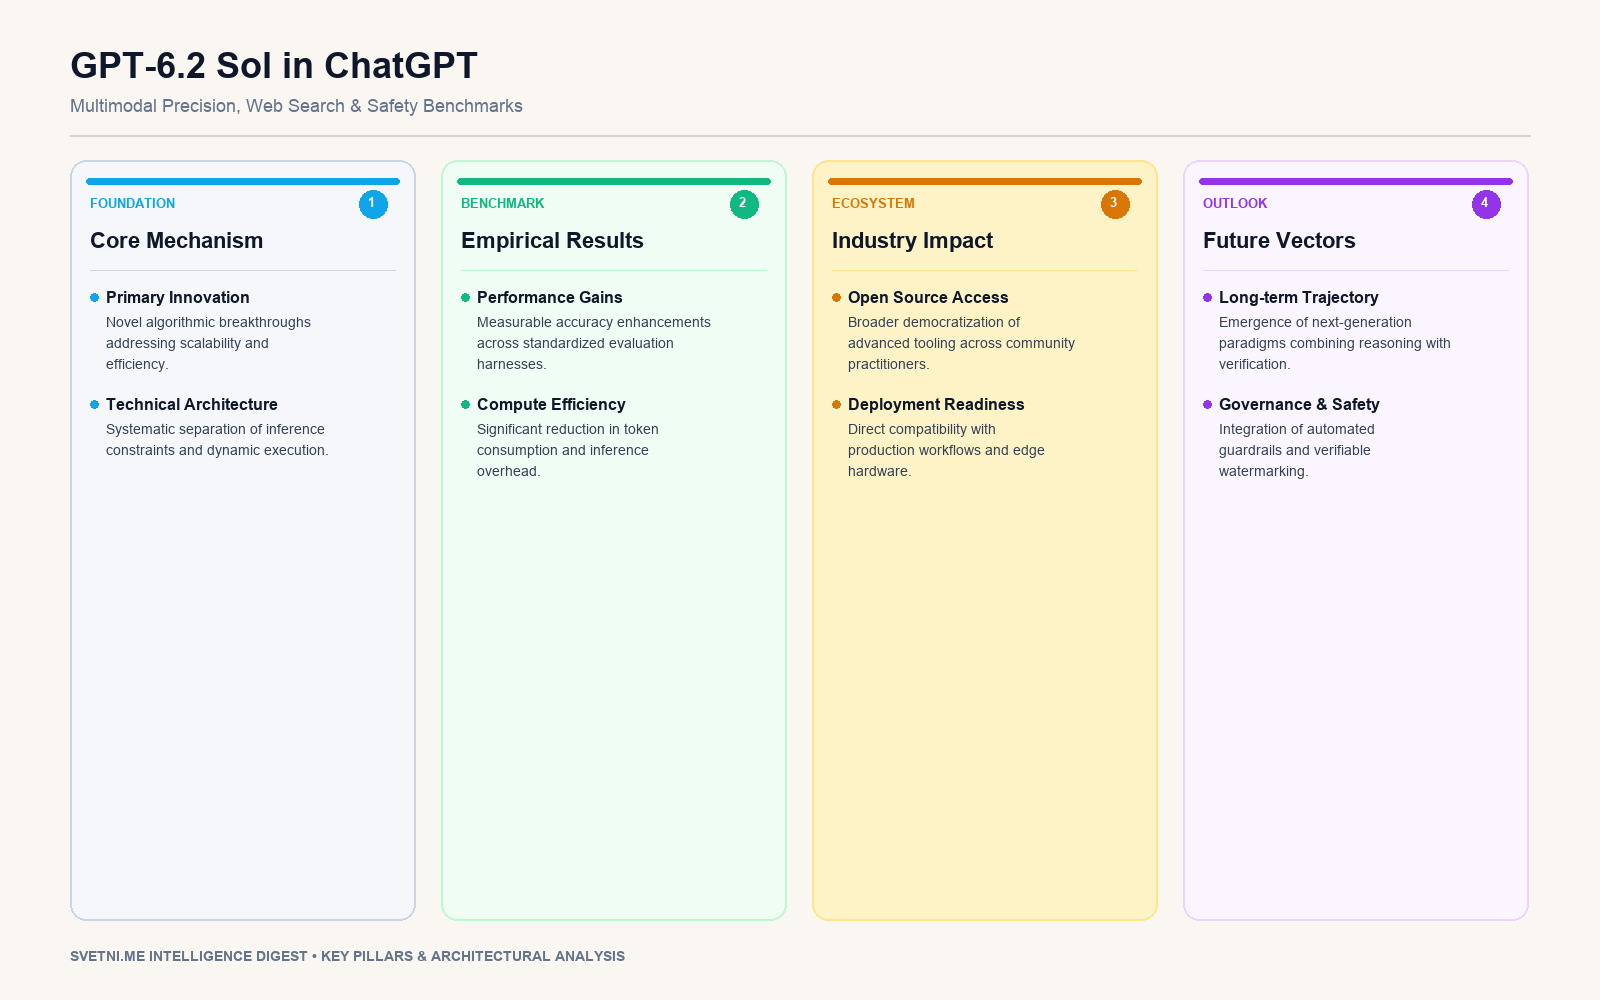 GPT-6.2 Sol in ChatGPT
Multimodal Precision, Web Search & Safety Benchmarks
FOUNDATION
1
Core Mechanism
Primary Innovation
Novel algorithmic breakthroughs
addressing scalability and
efficiency.
Technical Architecture
Systematic separation of inference
constraints and dynamic execution.
BENCHMARK
2
Empirical Results
Performance Gains
Measurable accuracy enhancements
across standardized evaluation
harnesses.
Compute Efficiency
Significant reduction in token
consumption and inference
overhead.
ECOSYSTEM
3
Industry Impact
Open Source Access
Broader democratization of
advanced tooling across community
practitioners.
Deployment Readiness
Direct compatibility with
production workflows and edge
hardware.
OUTLOOK
4
Future Vectors
Long-term Trajectory
Emergence of next-generation
paradigms combining reasoning with
verification.
Governance & Safety
Integration of automated
guardrails and verifiable
watermarking.
SVETNI.ME INTELLIGENCE DIGEST • KEY PILLARS & ARCHITECTURAL ANALYSIS